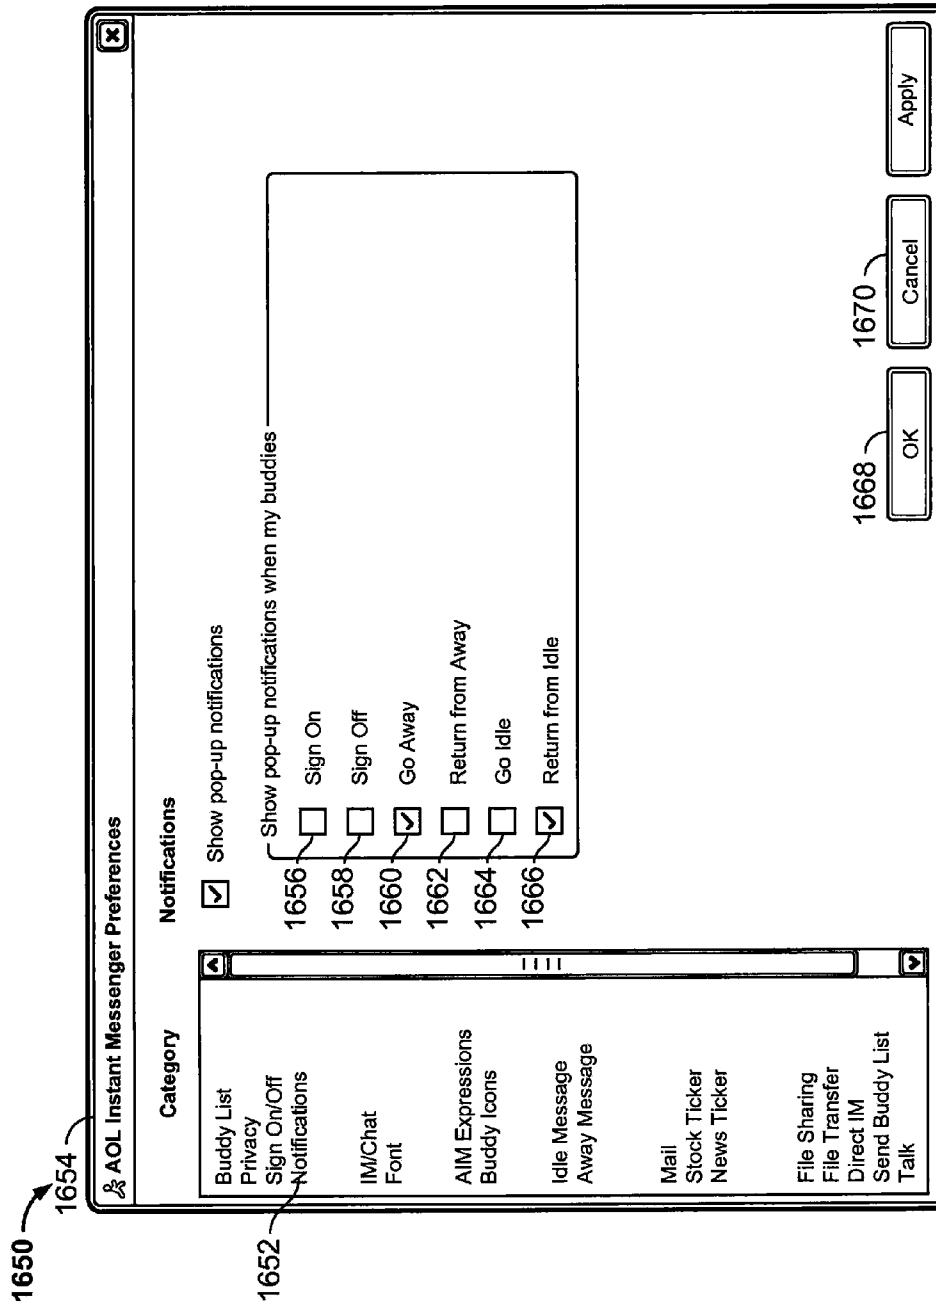 1650
1654
AOL Instant Messenger Preferences
Category
Buddy List
Privacy
Sign On/Off
Notifications
1652
IM/Chat
Font
AIM Expressions
Buddy Icons
Idle Message
Away Message
Mail
Stock Ticker
News Ticker
File Sharing
File Transfer
Direct IM
Send Buddy List
Talk
Notifications
Show pop-up notifications
Show pop-up notifications when my buddies
1656 Sign On
1658 Sign Off
1660 Go Away
1662 Return from Away
1664 Go Idle
1666 Return from Idle
1668
OK
1670
Cancel
Apply